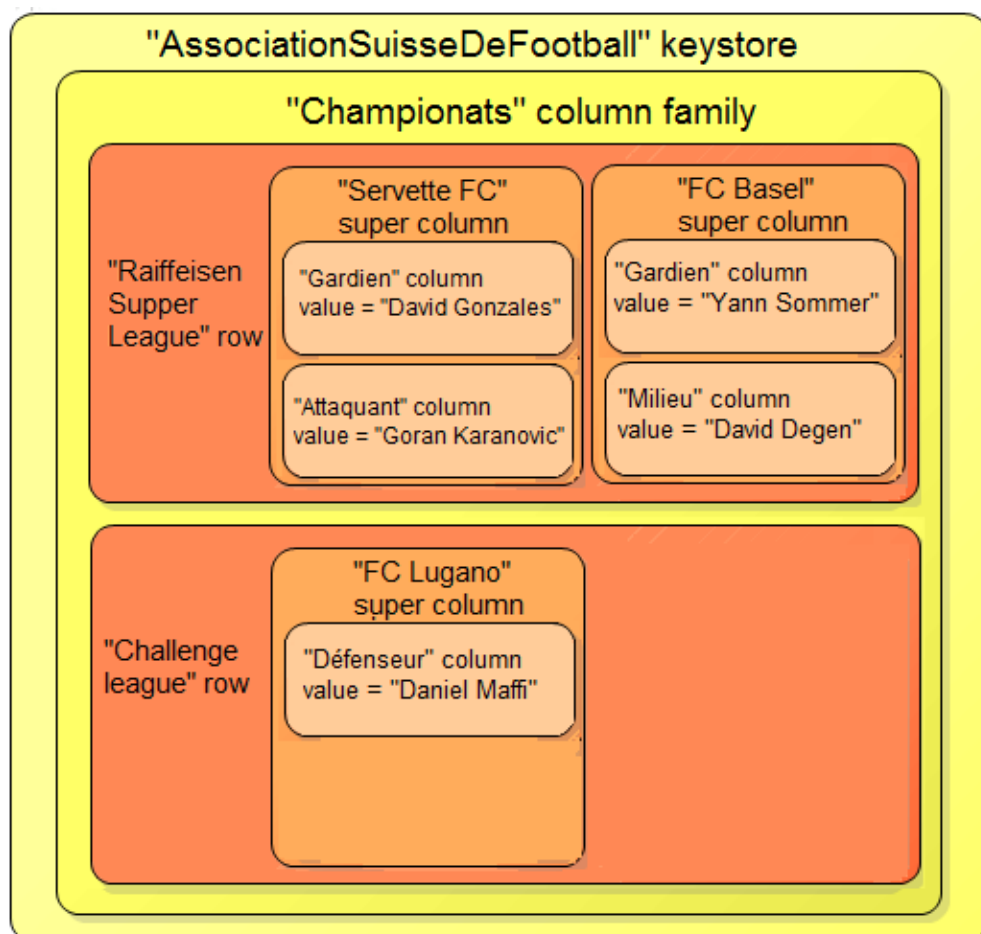 "AssociationSuisseDeFootball" keystore
"Championats" column family
"Raiffeisen
Supper
League" row
"Servette FC"
super column
"Gardien" column
value = "David Gonzales"
"Attaquant" column
value = "Goran Karanovic"
"FC Basel"
super column
"Gardien" column
value = "Yann Sommer"
"Milieu" column
value = "David Degen"
"Challenge
league" row
"FC Lugano"
super column
"Défenseur" column
value = "Daniel Maffi"